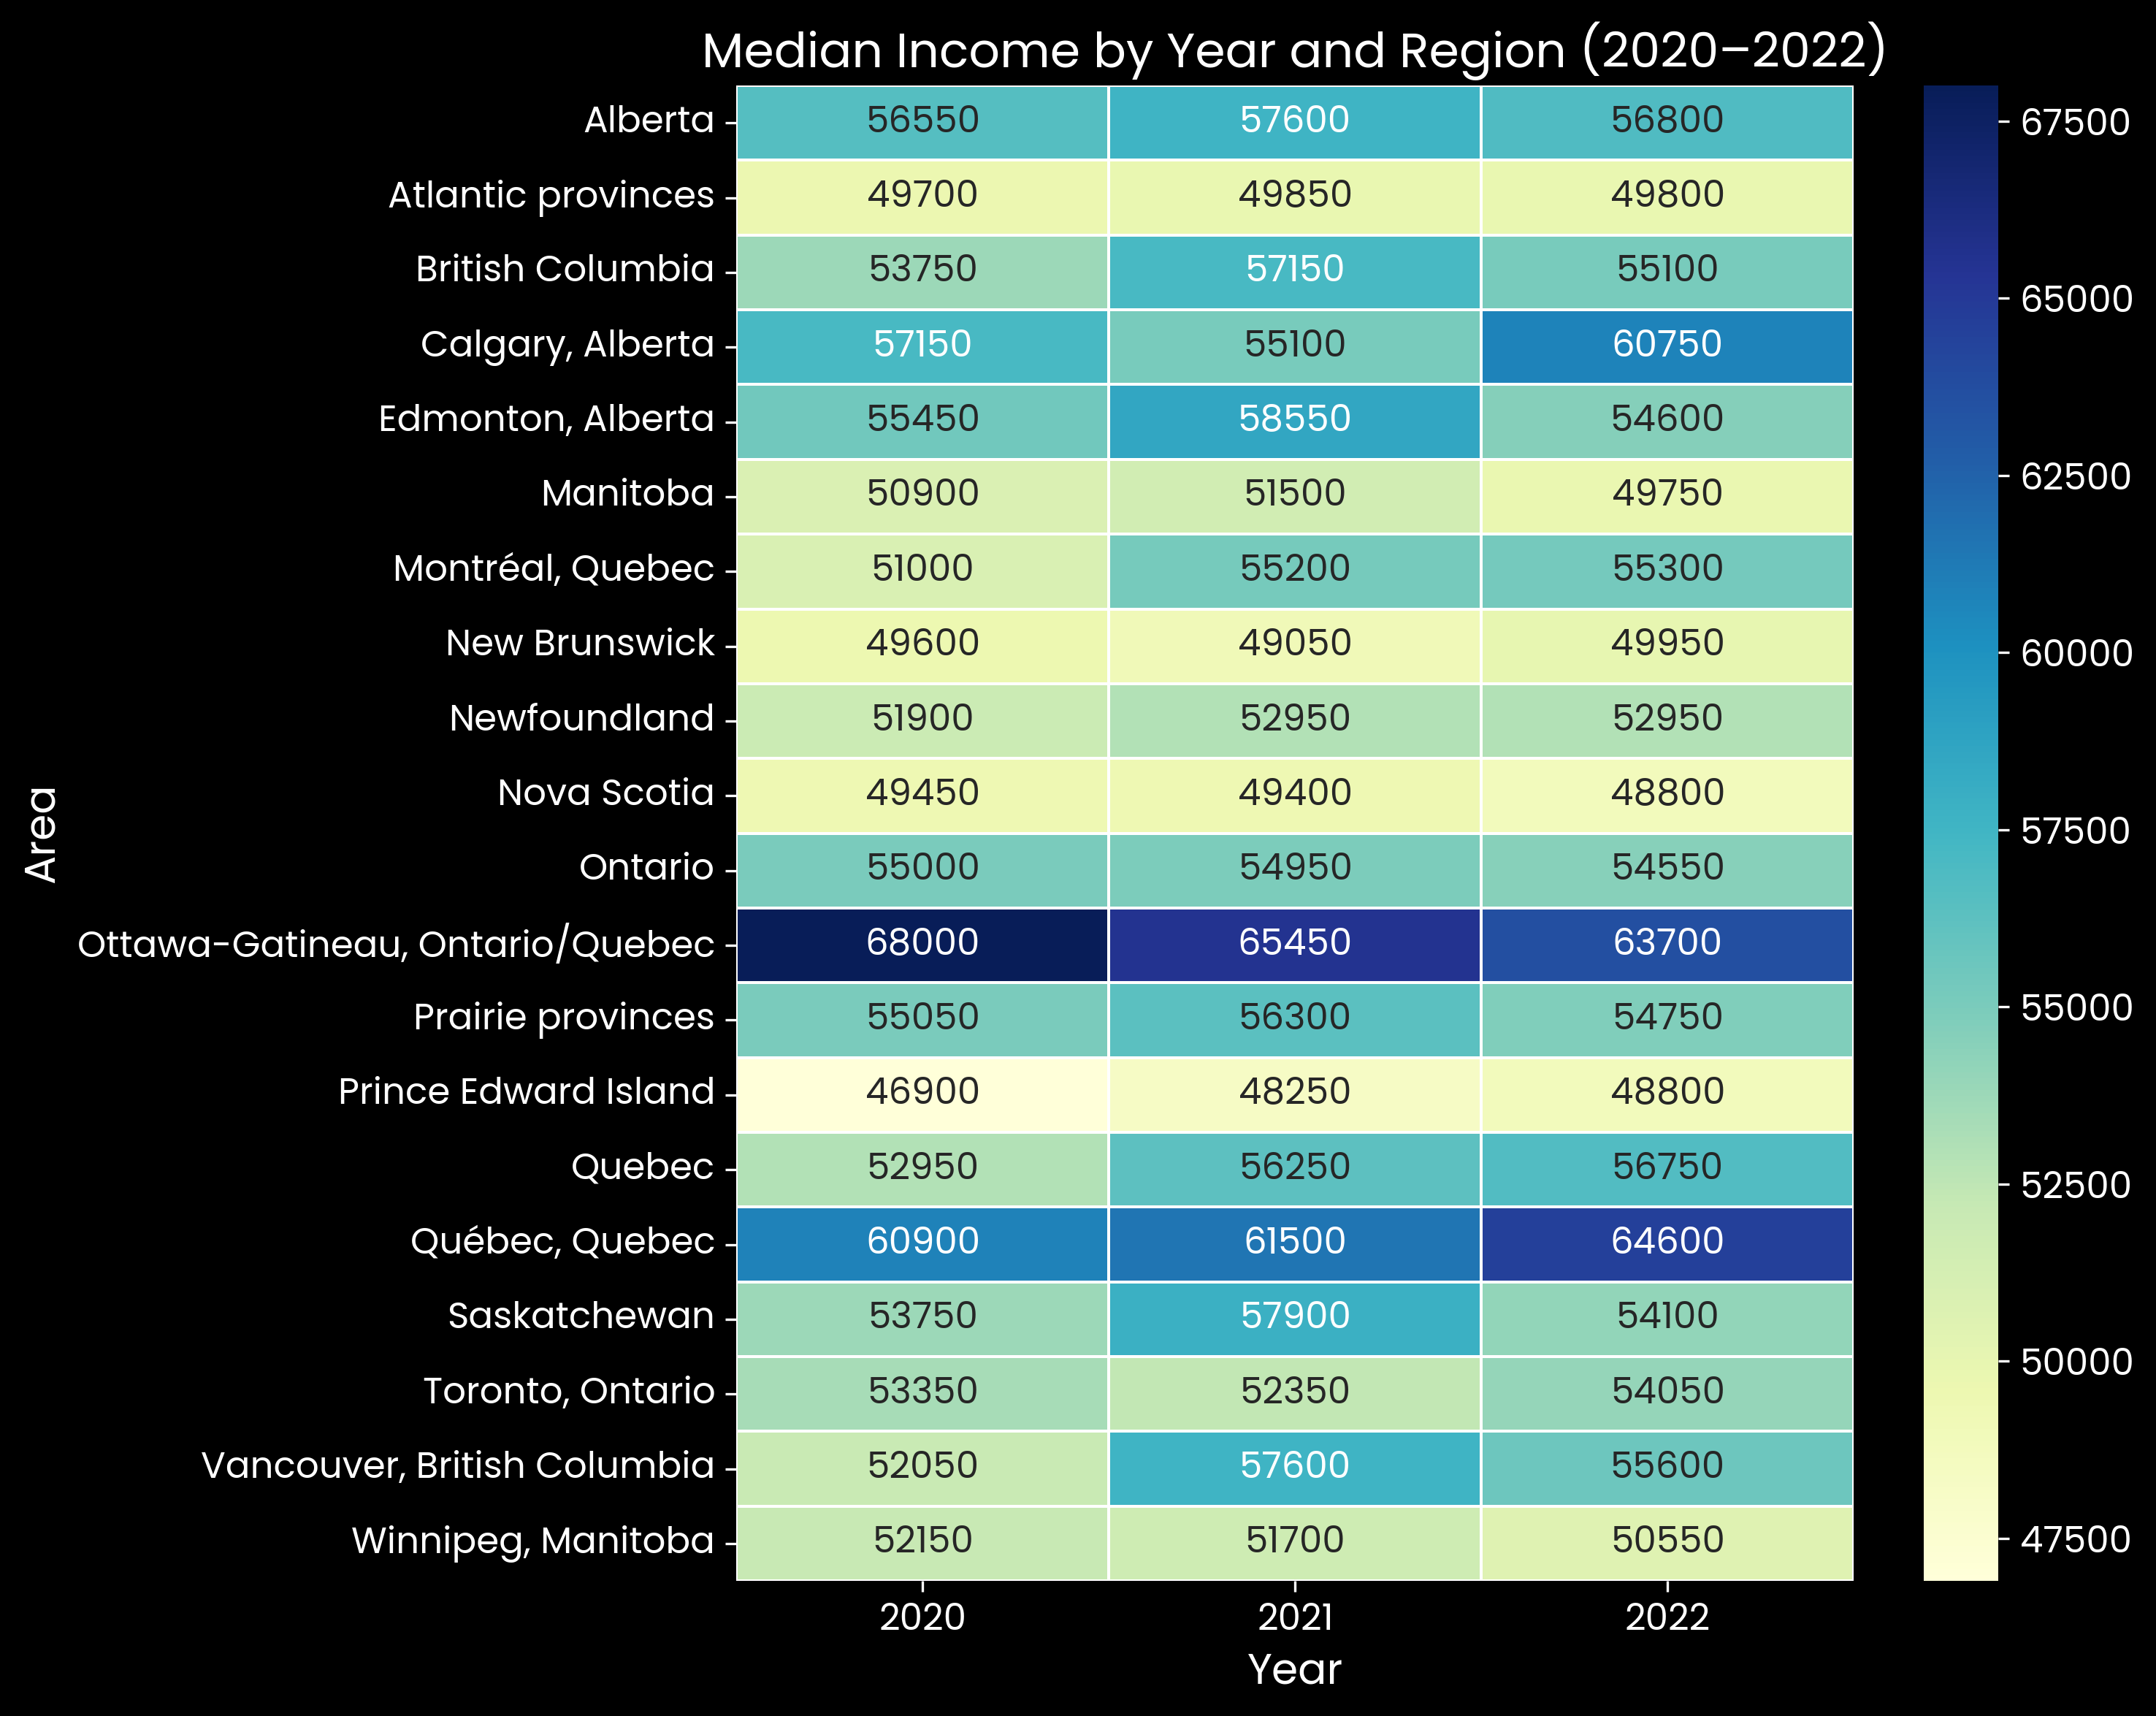 Median Income by Year and Region (2020–2022)
Alberta 56550 57600 56800
Atlantic provinces 49700 49850 49800
British Columbia 53750 57150 55100
Calgary, Alberta 57150 55100 60750
Edmonton, Alberta 55450 58550 54600
Manitoba 50900 51500 49750
Montréal, Quebec 51000 55200 55300
New Brunswick 49600 49050 49950
Newfoundland 51900 52950 52950
Nova Scotia 49450 49400 48800
Ontario 55000 54950 54550
Ottawa-Gatineau, Ontario/Quebec 68000 65450 63700
Prairie provinces 55050 56300 54750
Prince Edward Island 46900 48250 48800
Quebec 52950 56250 56750
Québec, Quebec 60900 61500 64600
Saskatchewan 53750 57900 54100
Toronto, Ontario 53350 52350 54050
Vancouver, British Columbia 52050 57600 55600
Winnipeg, Manitoba 52150 51700 50550
2020 2021 2022
Year
Area
67500
65000
62500
60000
57500
55000
52500
50000
47500